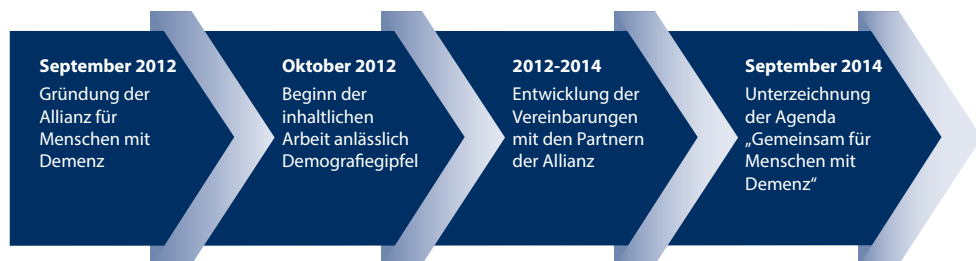 September 2012
Gründung der
Allianz für
Menschen mit
Demenz
Oktober 2012
Beginn der
inhaltlichen
Arbeit anlässlich
Demografiegipfel
2012-2014
Entwicklung der
Vereinbarungen
mit den Partnern
der Allianz
September 2014
Unterzeichnung
der Agenda
„Gemeinsam für
Menschen mit
Demenz“